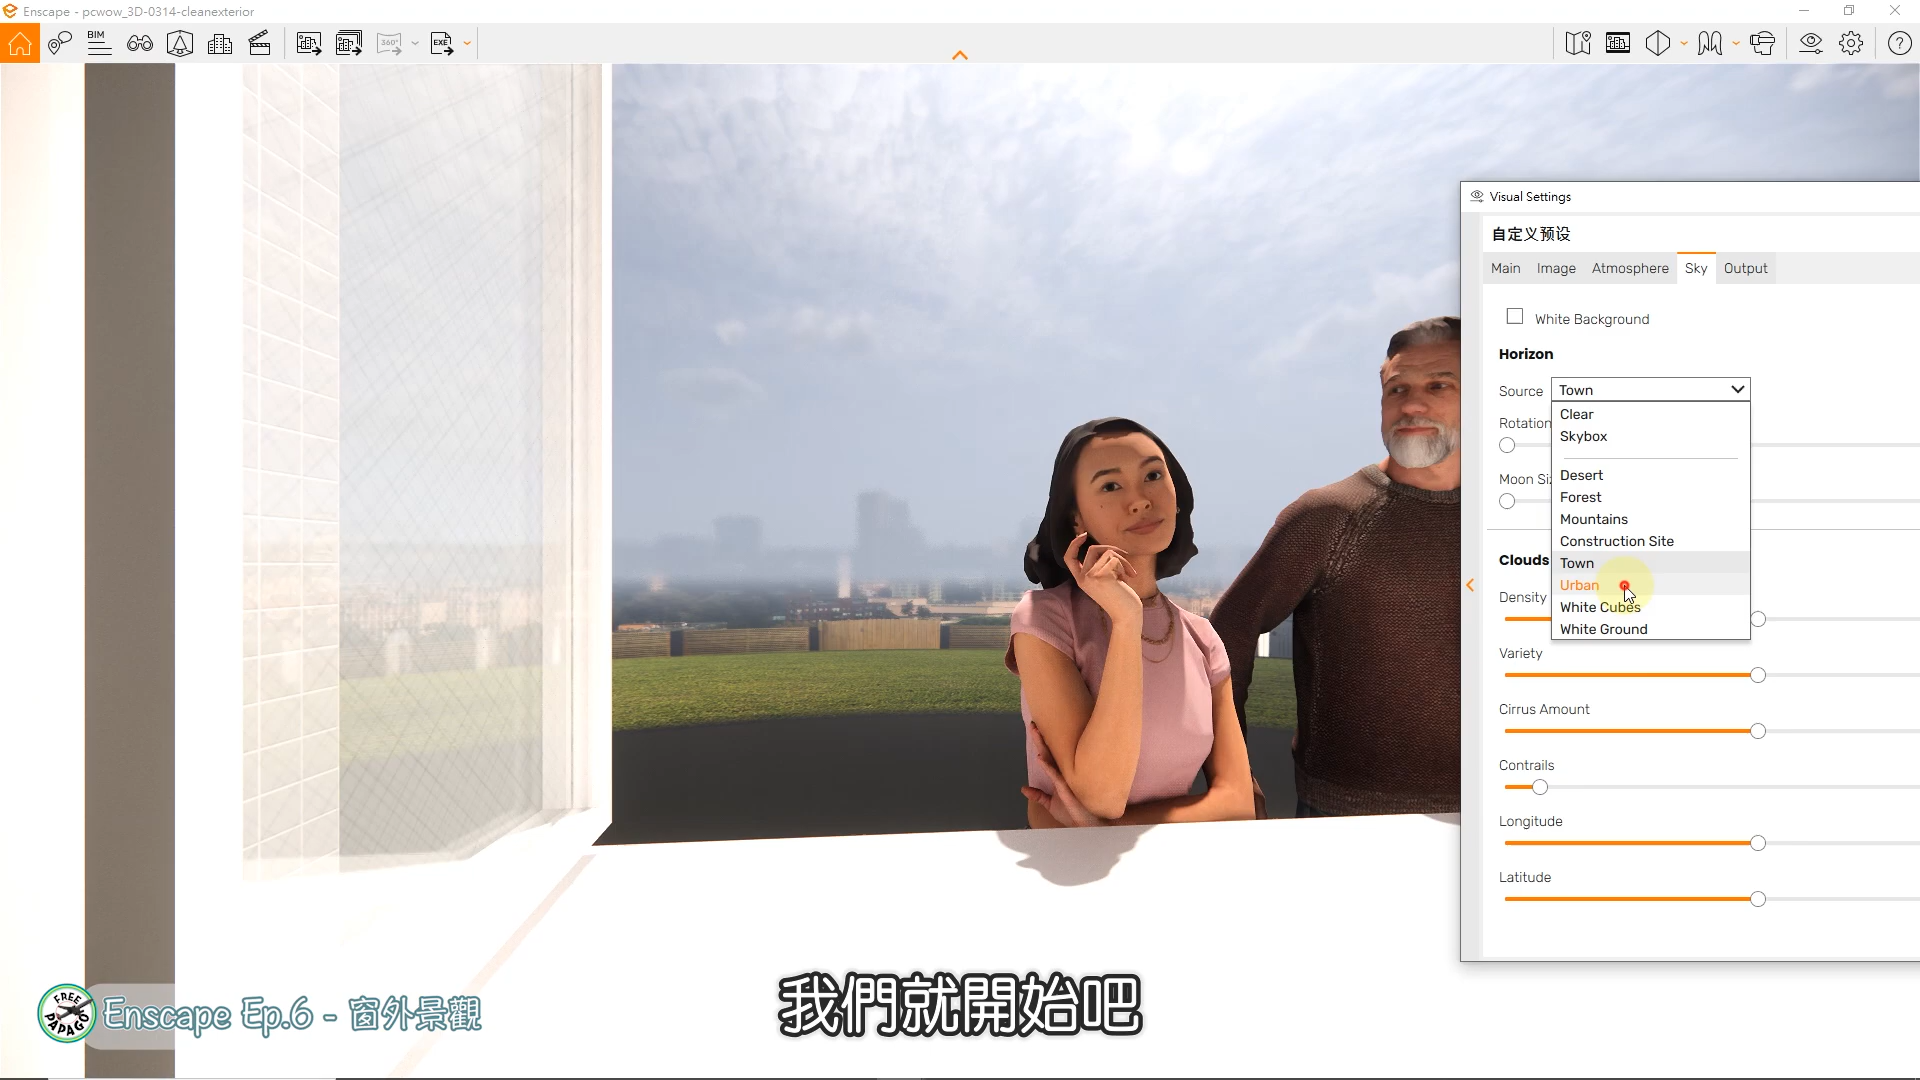 Enscape - pcwow_3D-0314-cleanexterior
BIM
360°
EXE
Visual Settings
自定义预设
Main Image Atmosphere Sky Output
White Background
Horizon
Source Town
Clear
Rotation
Skybox
Desert
Moon Si
Forest
Mountains
Construction Site
Clouds
Town
Urban
Density
White Cubes
White Ground
Variety
Cirrus Amount
Contrails
Longitude
Latitude
我們就開始吧
FREE PAPAGO
Enscape Ep.6 - 窗外景觀